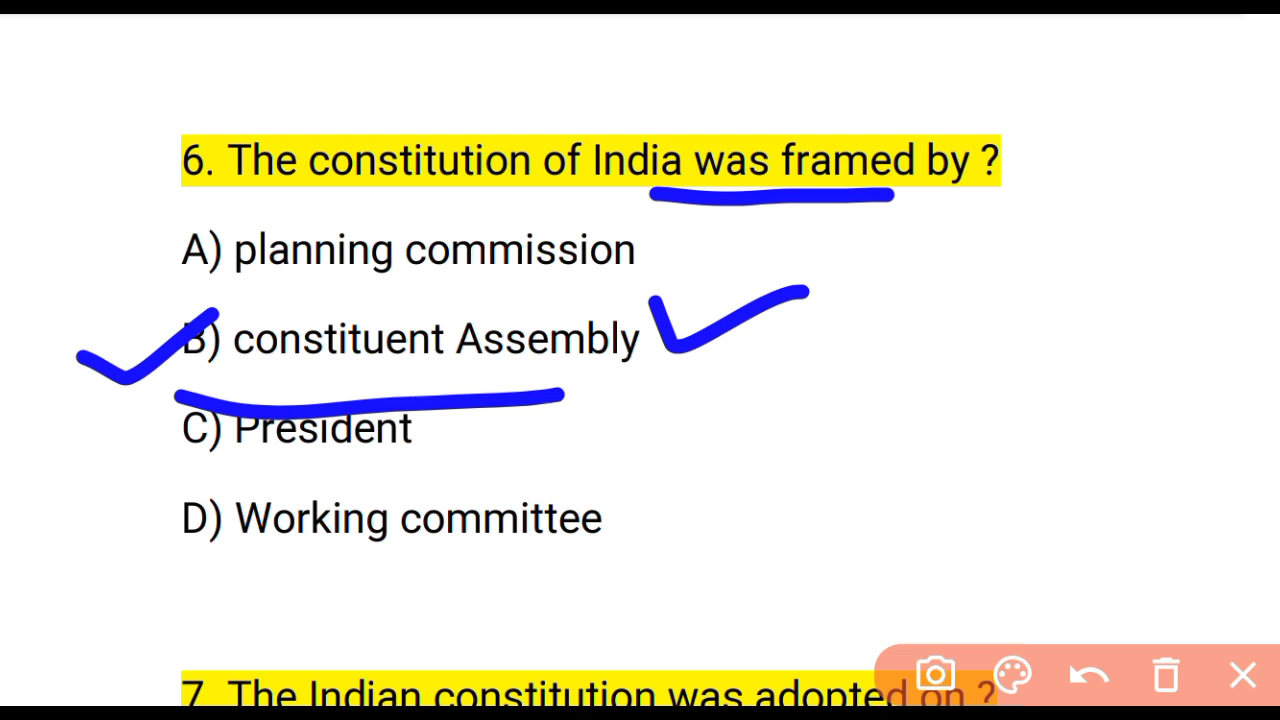 6. The constitution of India was framed by ?
A) planning commission
B) constituent Assembly
C) President
D) Working committee
7. The Indian constitution was adopted on ?